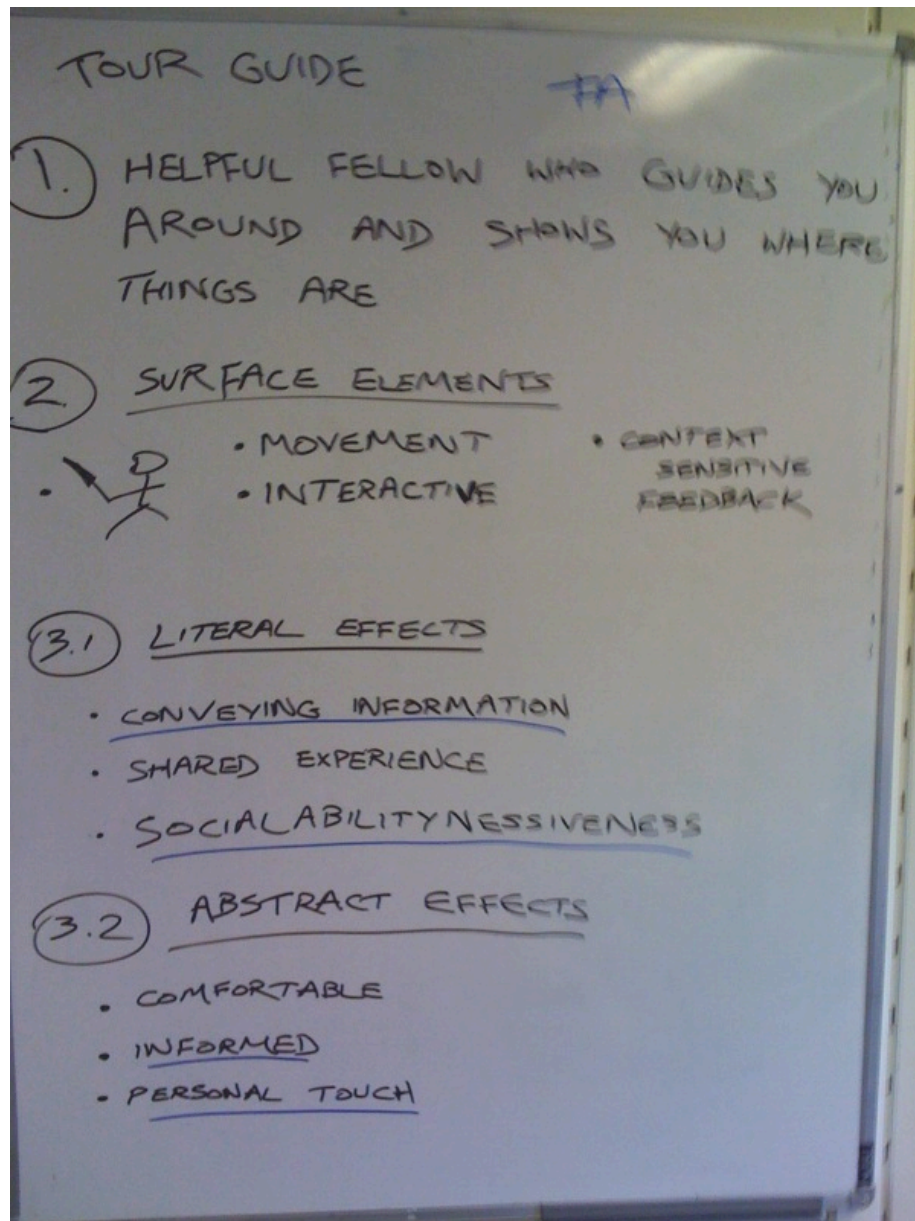 TOUR GUIDE
FA
1. HELPFUL FELLOW WHO GUIDES YOU
AROUND AND SHOWS YOU WHERE
THINGS ARE
2. SURFACE ELEMENTS
• MOVEMENT
• INTERACTIVE
• CONTEXT
SENSITIVE
FEEDBACK
3.1 LITERAL EFFECTS
• CONVEYING INFORMATION
• SHARED EXPERIENCE
• SOCIALABILITYNESSIVENESS
3.2 ABSTRACT EFFECTS
• COMFORTABLE
• INFORMED
• PERSONAL TOUCH